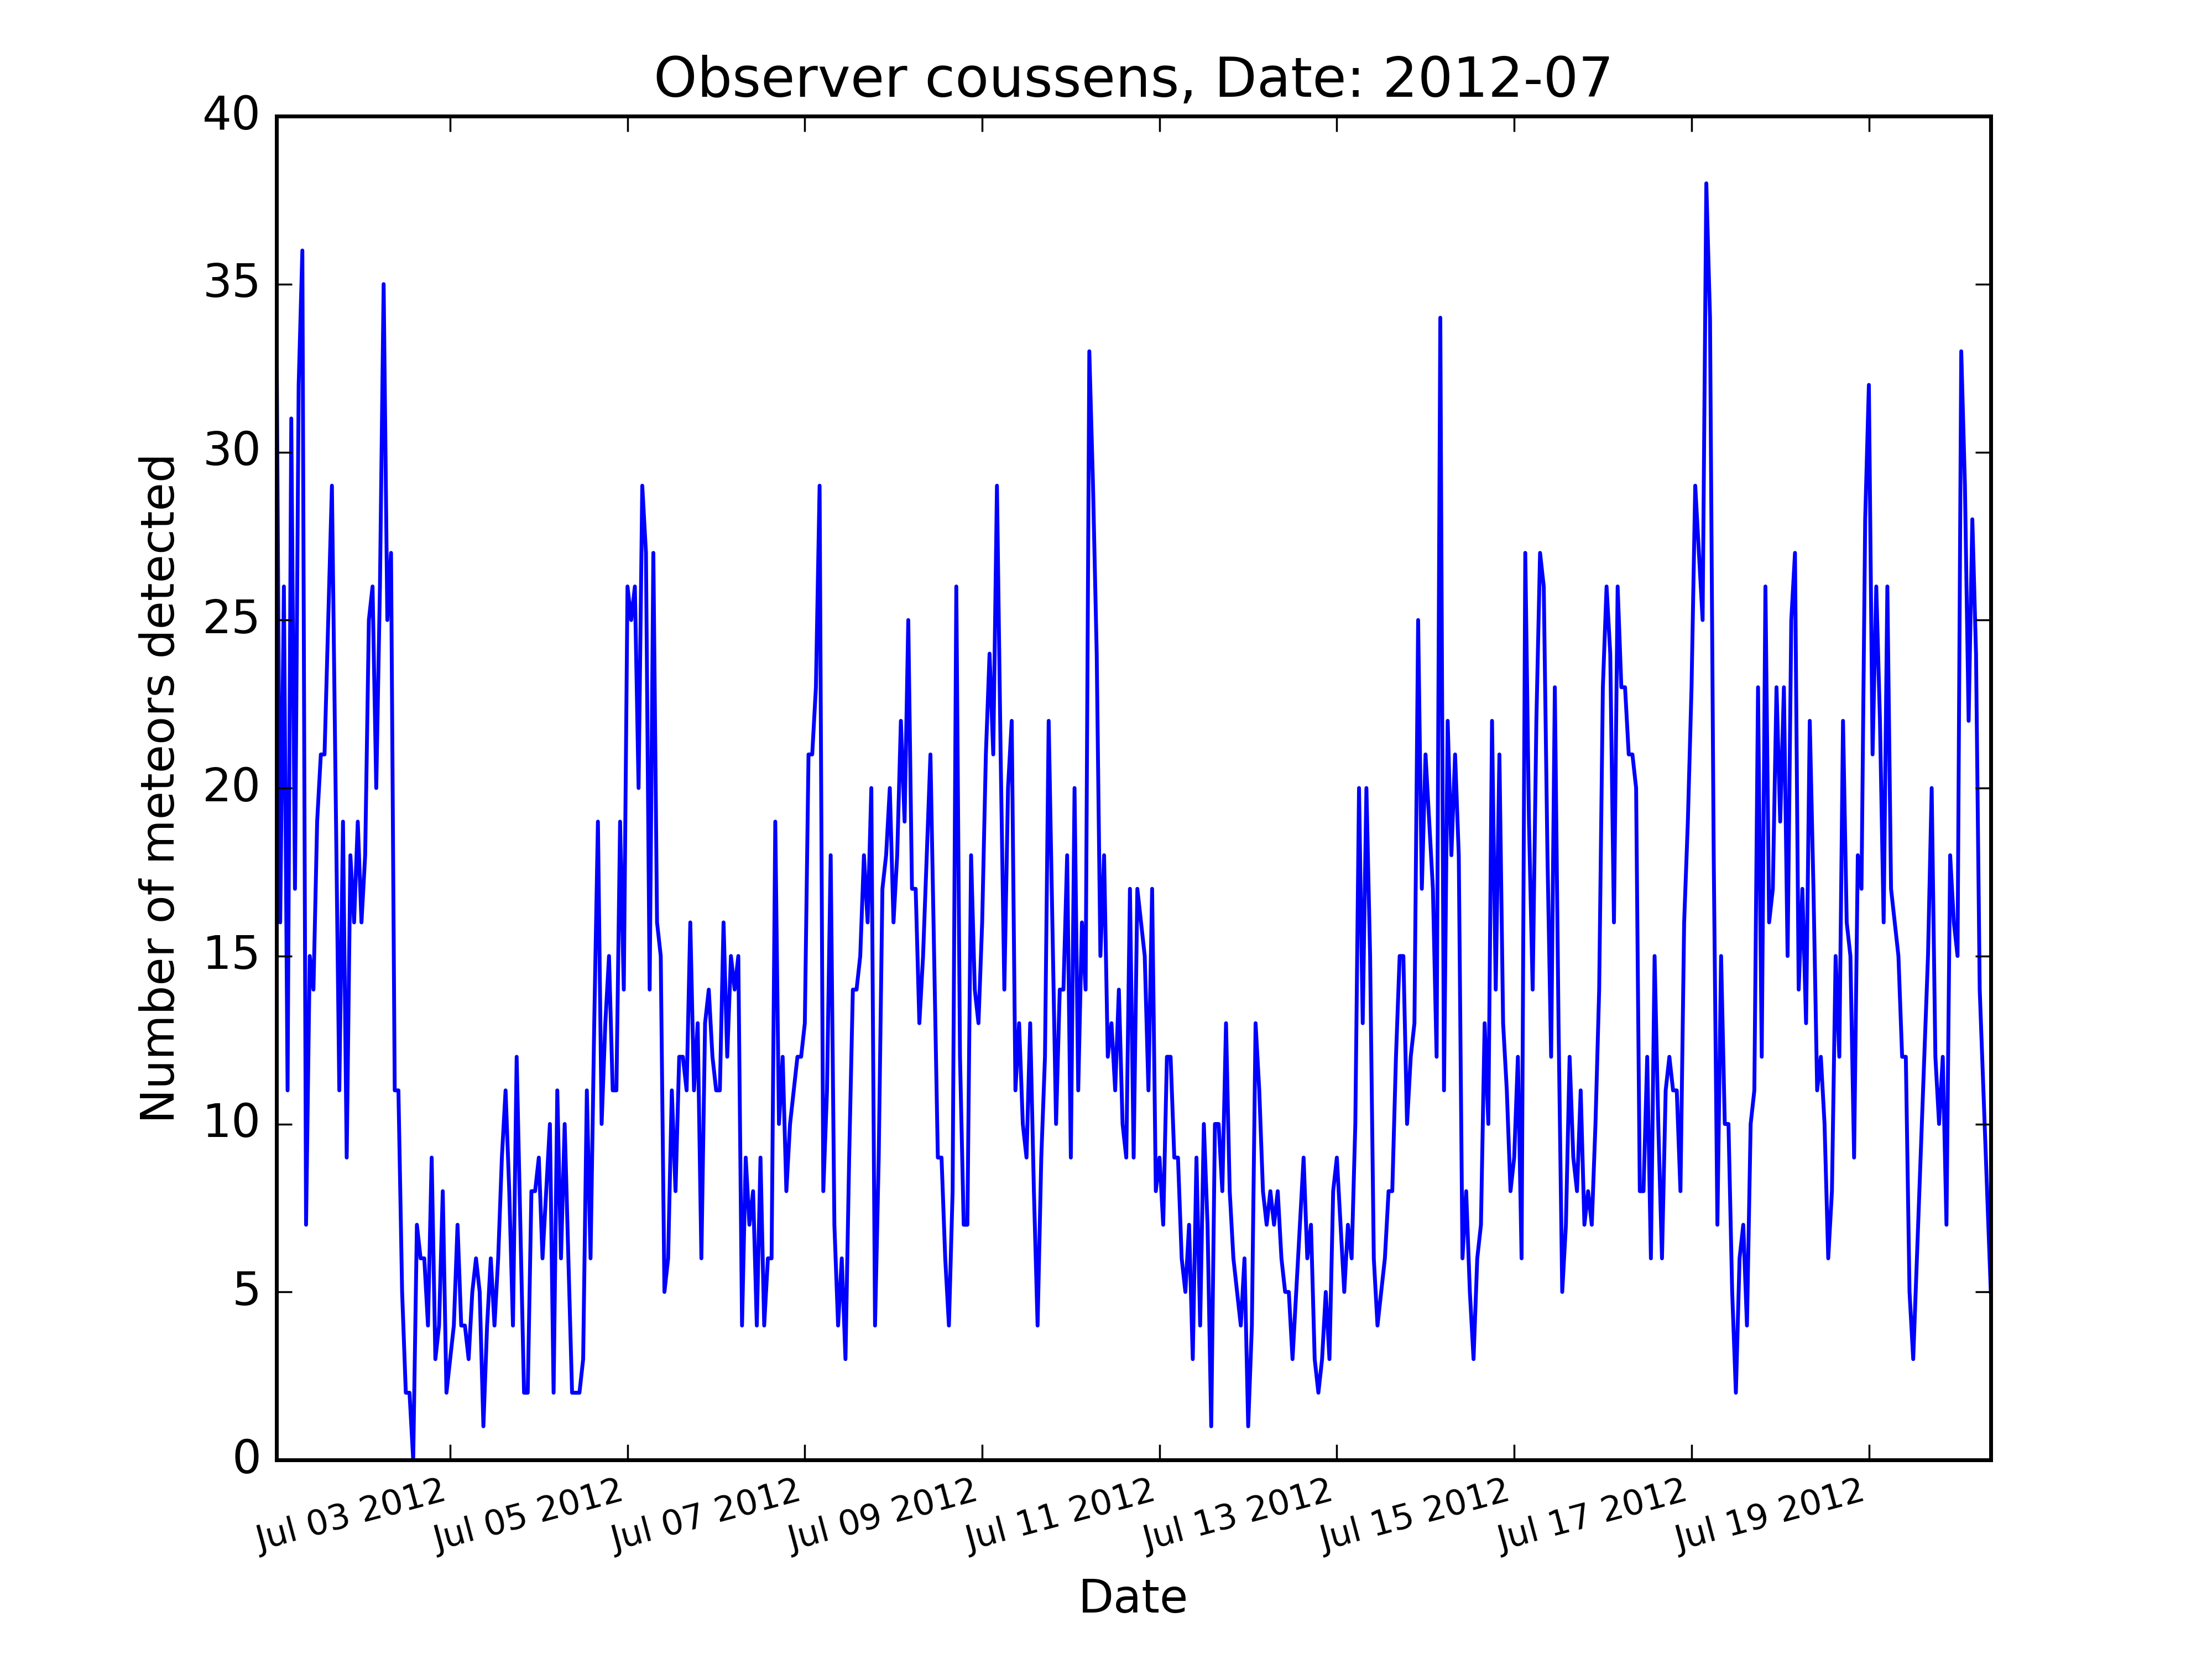 Observer coussens, Date: 2012-07
Number of meteors detected
40
35
30
25
20
15
10
5
0
Jul 03 2012
Jul 05 2012
Jul 07 2012
Jul 09 2012
Jul 11 2012
Jul 13 2012
Jul 15 2012
Jul 17 2012
Jul 19 2012
Date